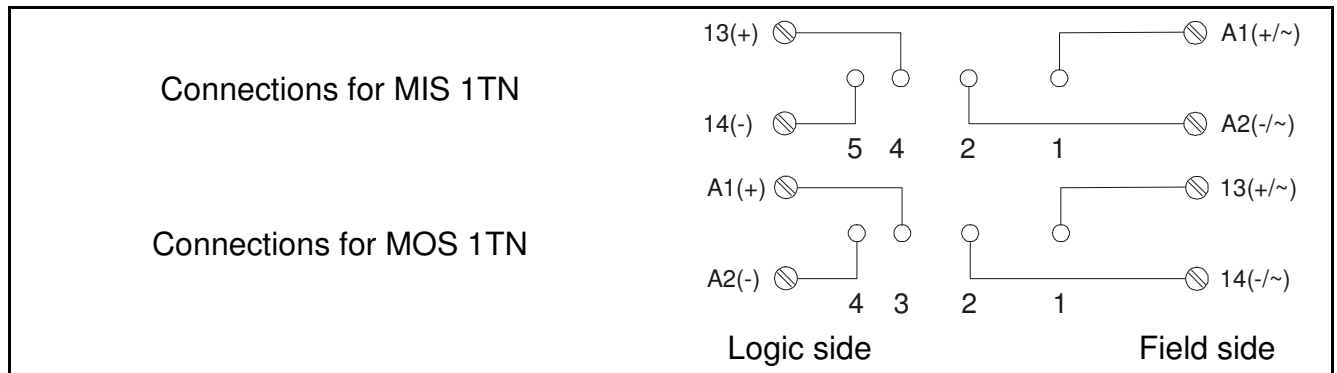 13(+) A1(+/~)
Connections for MIS 1TN
14(-) A2(-/~)
5 4 2 1
A1(+) 13(+/~)
Connections for MOS 1TN
A2(-) 14(-/~)
4 3 2 1
Logic side Field side